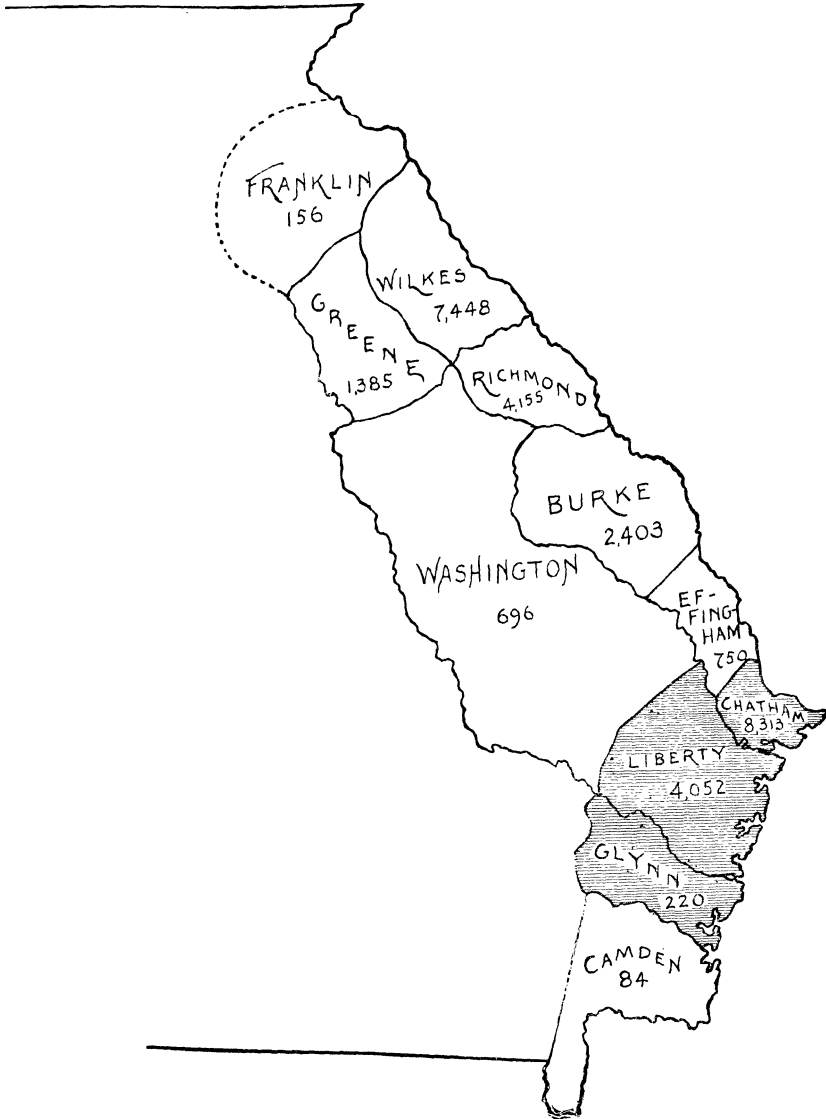 FRANKLIN
156
WILKES
7,448
GREENE
1,385
RICHMOND
4,155
BURKE
2,403
WASHINGTON
696
EF-
FING-
HAM
750
CHATHAM
8,313
LIBERTY
4,052
GLYNN
220
CAMDEN
84